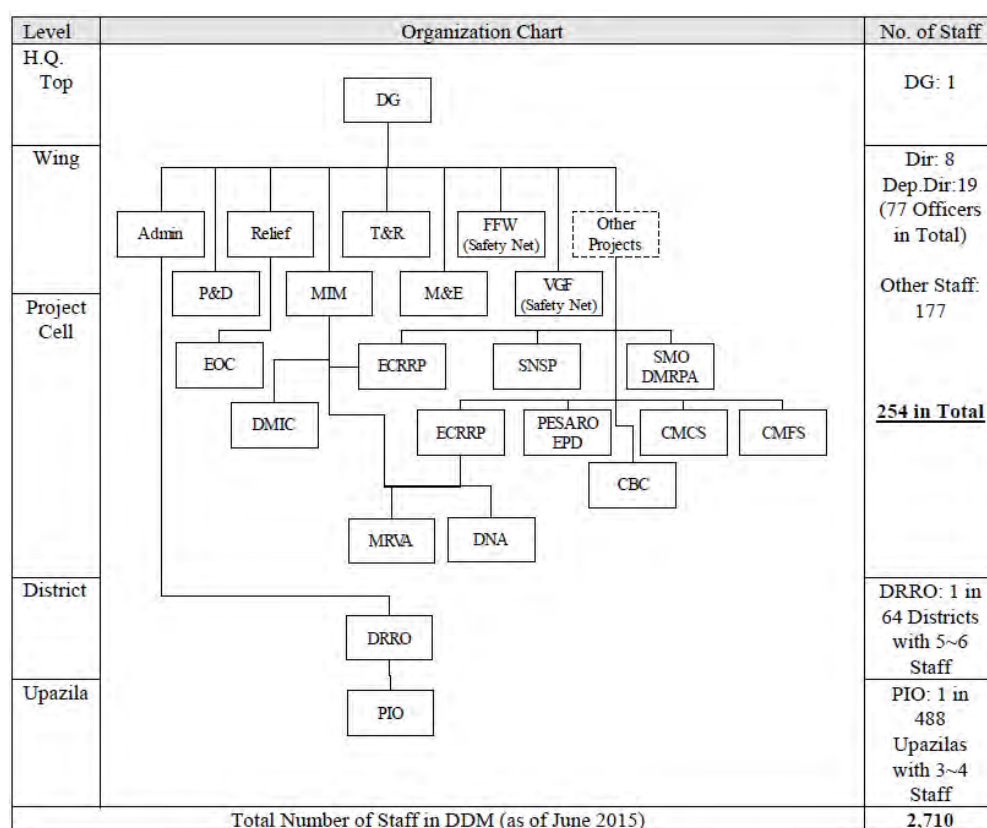 Level Organization Chart No. of Staff
H.Q.
Top
DG
DG: 1
Wing
Admin
Relief
T&R
FFW
(Safety Net)
Other
Projects
P&D
MIM
M&E
VGF
(Safety Net)
Dir: 8
Dep.Dir:19
(77 Officers
in Total)
Other Staff:
177
254 in Total
Project
Cell
EOC
ECRRP
SNSP
SMO
DMRPA
DMIC
ECRRP
PESARO
EPD
CMCS
CMFS
CBC
MRVA
DNA
District
DRRO
DRRO: 1 in
64 Districts
with 5~6
Staff
Upazila
PIO
PIO: 1 in
488
Upazilas
with 3~4
Staff
Total Number of Staff in DDM (as of June 2015) 2,710